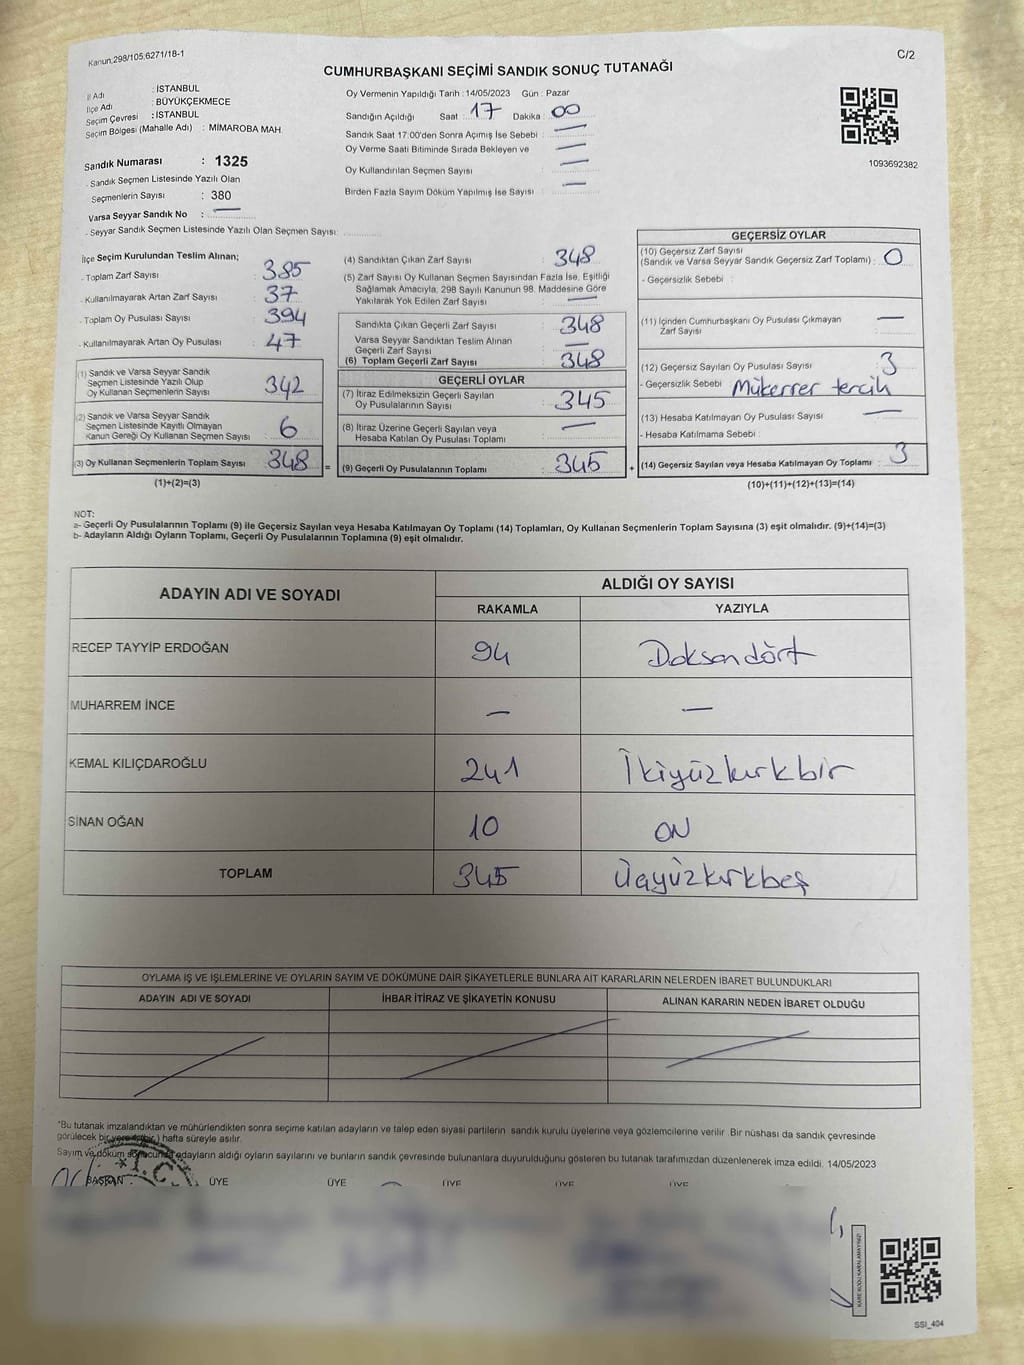 Kanun.298/105,6271/18-1
C/2
CUMHURBAŞKANI SEÇİMİ SANDIK SONUÇ TUTANAĞI
İl Adı : İSTANBUL
İlçe Adı : BÜYÜKÇEKMECE
Seçim Çevresi : İSTANBUL
Seçim Bölgesi (Mahalle Adı) : MİMAROBA MAH.
Sandık Numarası : 1325
- Sandık Seçmen Listesinde Yazılı Olan
Seçmenlerin Sayısı : 380
Varsa Seyyar Sandık No : —
- Seyyar Sandık Seçmen Listesinde Yazılı Olan Seçmen Sayısı:
Oy Vermenin Yapıldığı Tarih : 14/05/2023 Gün : Pazar
Sandığın Açıldığı Saat : 17 Dakika : 00
Sandık Saat 17:00'den Sonra Açımış İse Sebebi : —
Oy Verme Saati Bitiminde Sırada Bekleyen ve —
Oy Kullandırılan Seçmen Sayısı : —
Birden Fazla Sayım Döküm Yapılmış İse Sayısı : —
1093692382
İlçe Seçim Kurulundan Teslim Alınan;
- Toplam Zarf Sayısı : 385
- Kullanılmayarak Artan Zarf Sayısı : 37
- Toplam Oy Pusulası Sayısı : 394
- Kullanılmayarak Artan Oy Pusulası : 47
(1) Sandık ve Varsa Seyyar Sandık
Seçmen Listesinde Yazılı Olup
Oy Kullanan Seçmenlerin Sayısı : 342
(2) Sandık ve Varsa Seyyar Sandık
Seçmen Listesinde Kayıtlı Olmayan
Kanun Gereği Oy Kullanan Seçmen Sayısı : 6
(3) Oy Kullanan Seçmenlerin Toplam Sayısı : 348 =
(1)+(2)=(3)
(4) Sandıktan Çıkan Zarf Sayısı : 348
(5) Zarf Sayısı Oy Kullanan Seçmen Sayısından Fazla İse, Eşitliği
Sağlamak Amacıyla, 298 Sayılı Kanunun 98. Maddesine Göre
Yakılarak Yok Edilen Zarf Sayısı : —
Sandıkta Çıkan Geçerli Zarf Sayısı : 348
Varsa Seyyar Sandıktan Teslim Alınan
Geçerli Zarf Sayısı : —
(6) Toplam Geçerli Zarf Sayısı : 348
GEÇERLİ OYLAR
(7) İtiraz Edilmeksizin Geçerli Sayılan
Oy Pusulalarının Sayısı : 345
(8) İtiraz Üzerine Geçerli Sayılan veya
Hesaba Katılan Oy Pusulası Toplamı : —
(9) Geçerli Oy Pusulalarının Toplamı : 345 +
GEÇERSİZ OYLAR
(10) Geçersiz Zarf Sayısı
(Sandık ve Varsa Seyyar Sandık Geçersiz Zarf Toplamı) : 0
- Geçersizlik Sebebi :
(11) İçinden Cumhurbaşkanı Oy Pusulası Çıkmayan
Zarf Sayısı : —
(12) Geçersiz Sayılan Oy Pusulası Sayısı : 3
- Geçersizlik Sebebi : Mükerrer tercih
(13) Hesaba Katılmayan Oy Pusulası Sayısı : —
- Hesaba Katılmama Sebebi :
(14) Geçersiz Sayılan veya Hesaba Katılmayan Oy Toplamı : 3
(10)+(11)+(12)+(13)=(14)
NOT:
a- Geçerli Oy Pusulalarının Toplamı (9) ile Geçersiz Sayılan veya Hesaba Katılmayan Oy Toplamı (14) Toplamları, Oy Kullanan Seçmenlerin Toplam Sayısına (3) eşit olmalıdır. (9)+(14)=(3)
b- Adayların Aldığı Oyların Toplamı, Geçerli Oy Pusulalarının Toplamına (9) eşit olmalıdır.
ADAYIN ADI VE SOYADI ALDIĞI OY SAYISI
RAKAMLA YAZIYLA
RECEP TAYYİP ERDOĞAN 94 Doksandört
MUHARREM İNCE — —
KEMAL KILIÇDAROĞLU 241 İkiyüzkırkbir
SİNAN OĞAN 10 ON
TOPLAM 345 Üçyüzkırkbeş
OYLAMA İŞ VE İŞLEMLERİNE VE OYLARIN SAYIM VE DÖKÜMÜNE DAİR ŞİKAYETLERLE BUNLARA AİT KARARLARIN NELERDEN İBARET BULUNDUKLARI
ADAYIN ADI VE SOYADI İHBAR İTİRAZ VE ŞİKAYETİN KONUSU ALINAN KARARIN NEDEN İBARET OLDUĞU
"Bu tutanak imzalandıktan ve mühürlendikten sonra seçime katılan adayların ve talep eden siyasi partilerin sandık kurulu üyelerine veya gözlemcilerine verilir. Bir nüshası da sandık çevresinde
görülecek bir yere (bir) hafta süreyle asılır.
Sayım ve döküm sonucunda adayların aldığı oyların sayılarını ve bunların sandık çevresinde bulunanlara duyurulduğunu gösteren bu tutanak tarafımızdan düzenlenerek imza edildi. 14/05/2023
T.C.
BAŞKAN ÜYE ÜYE ÜYE ÜYE ÜYE
KARE KODU KARALAMAYINIZ!
SSI_404